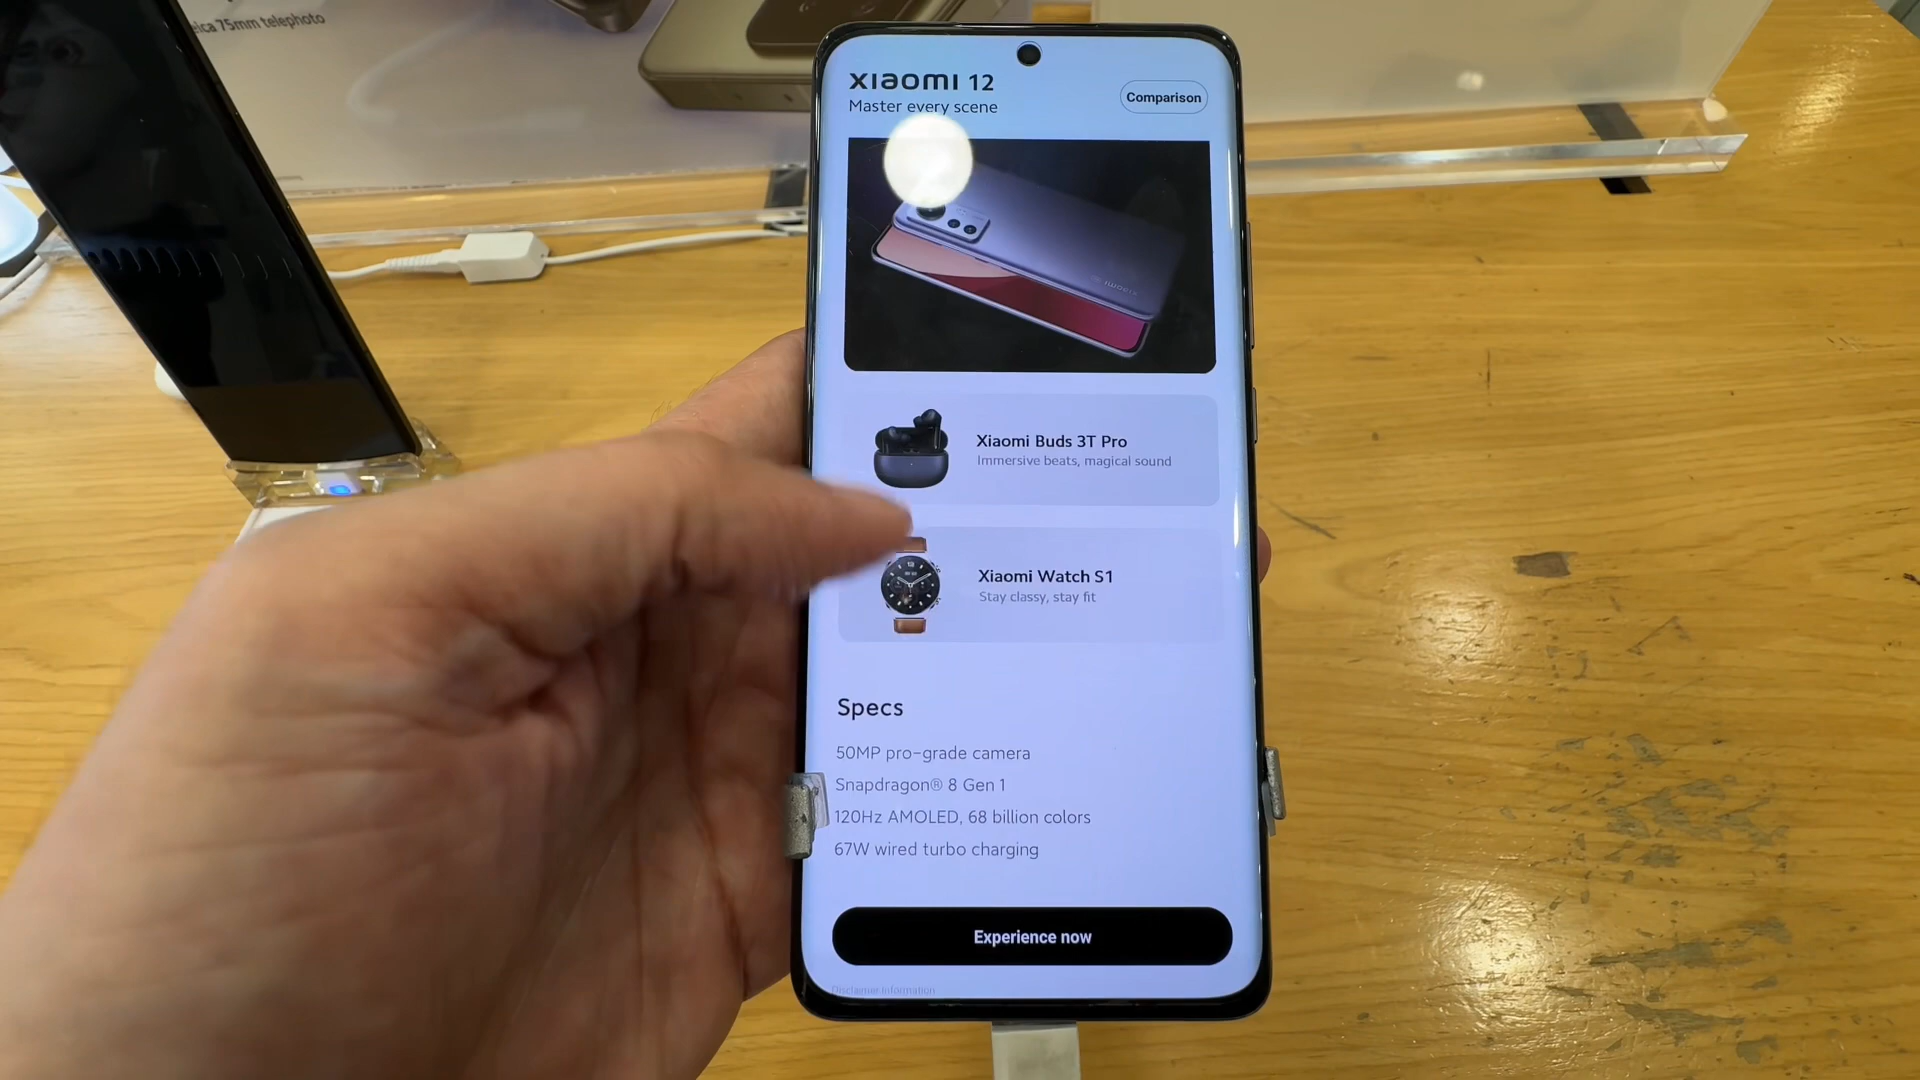 75mm telephoto
xiaomi 12
Master every scene
Comparison
xiaomi
Xiaomi Buds 3T Pro
Immersive beats, magical sound
Xiaomi Watch S1
Stay classy, stay fit
Specs
50MP pro-grade camera
Snapdragon® 8 Gen 1
120Hz AMOLED, 68 billion colors
67W wired turbo charging
Experience now
Disclaimer Information